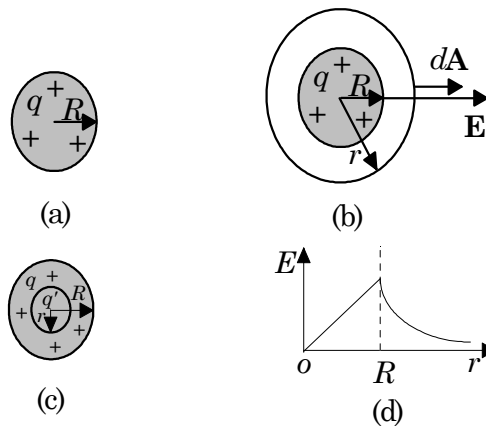 q + R
+ +
(a)
q + R
+ +
r
dA
E
(b)
q + R
q'
+ r +
+
(c)
E
o R r
(d)